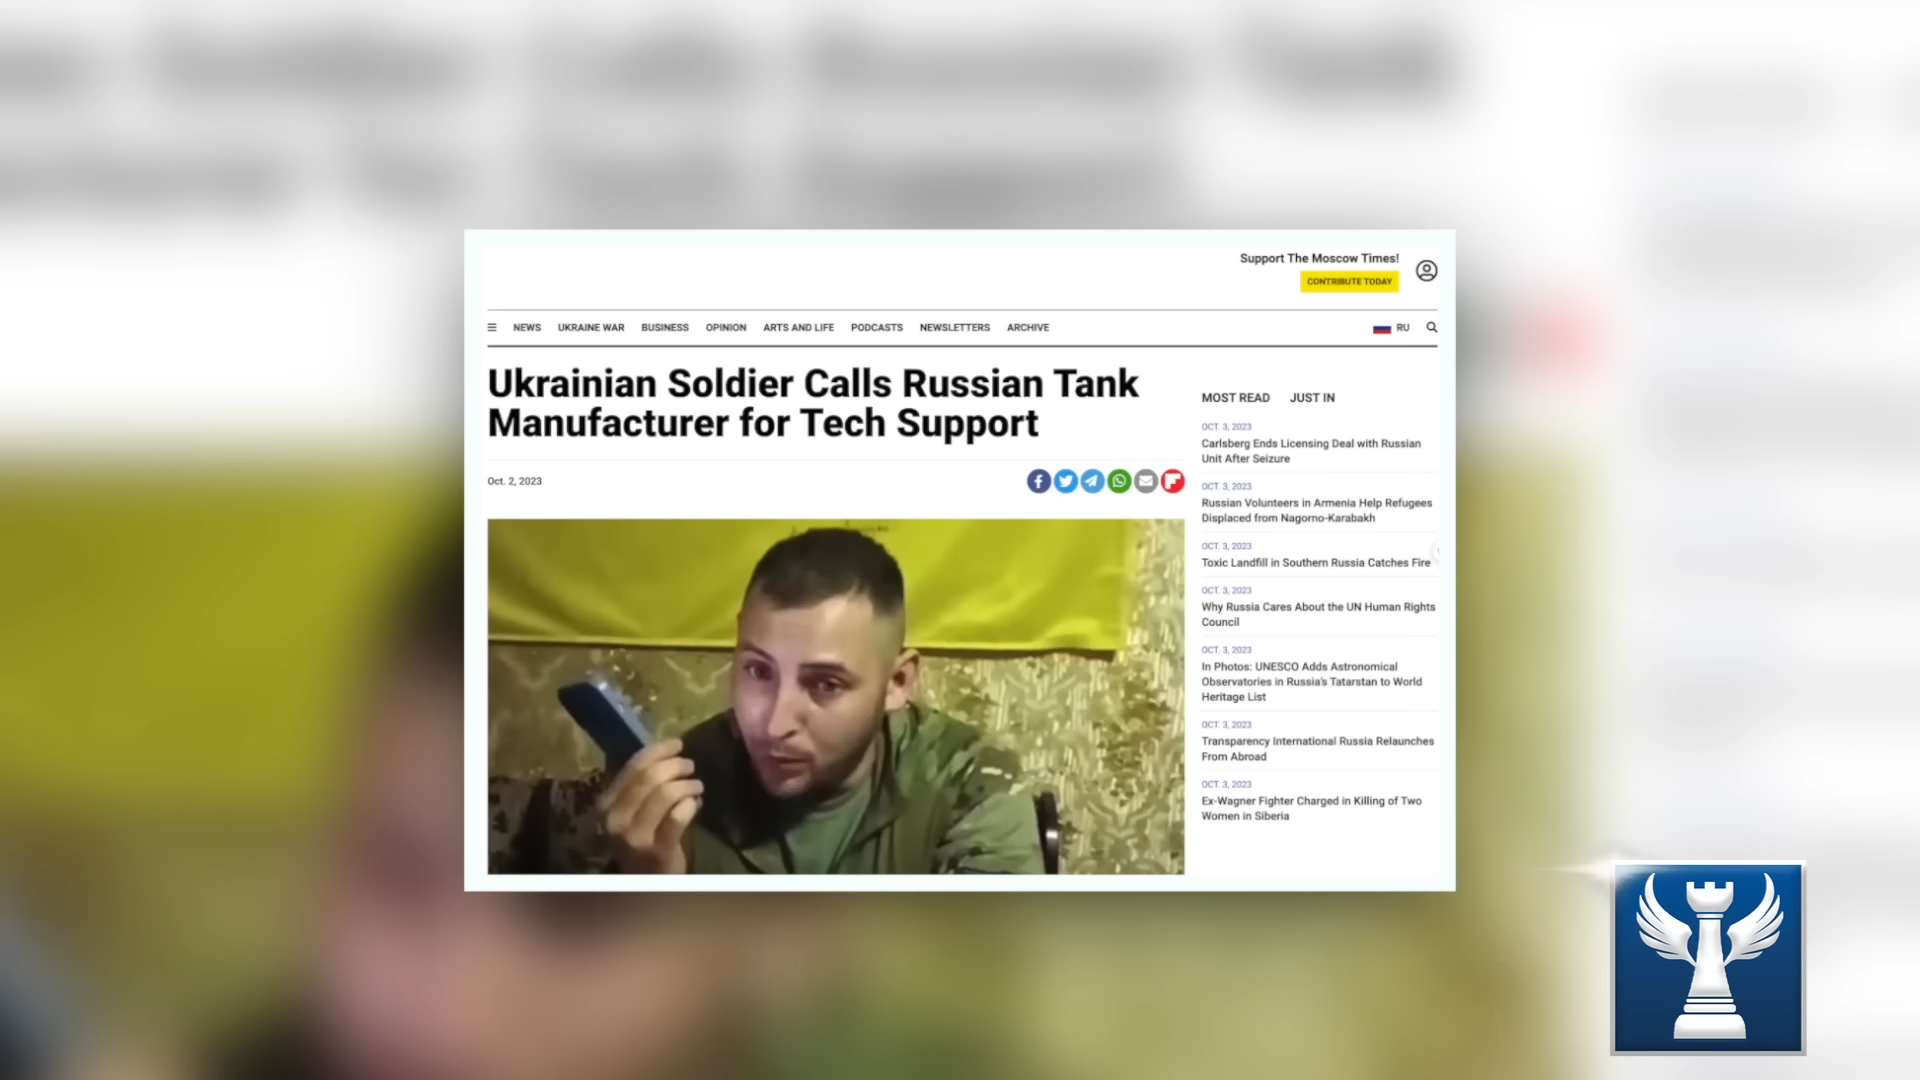 Support The Moscow Times!
CONTRIBUTE TODAY
NEWS UKRAINE WAR BUSINESS OPINION ARTS AND LIFE PODCASTS NEWSLETTERS ARCHIVE RU
Ukrainian Soldier Calls Russian Tank
Manufacturer for Tech Support
Oct. 2, 2023
MOST READ JUST IN
OCT. 3, 2023
Carlsberg Ends Licensing Deal with Russian
Unit After Seizure
OCT. 3, 2023
Russian Volunteers in Armenia Help Refugees
Displaced from Nagorno-Karabakh
OCT. 3, 2023
Toxic Landfill in Southern Russia Catches Fire
OCT. 3, 2023
Why Russia Cares About the UN Human Rights
Council
OCT. 3, 2023
In Photos: UNESCO Adds Astronomical
Observatories in Russia's Tatarstan to World
Heritage List
OCT. 3, 2023
Transparency International Russia Relaunches
From Abroad
OCT. 3, 2023
Ex-Wagner Fighter Charged in Killing of Two
Women in Siberia